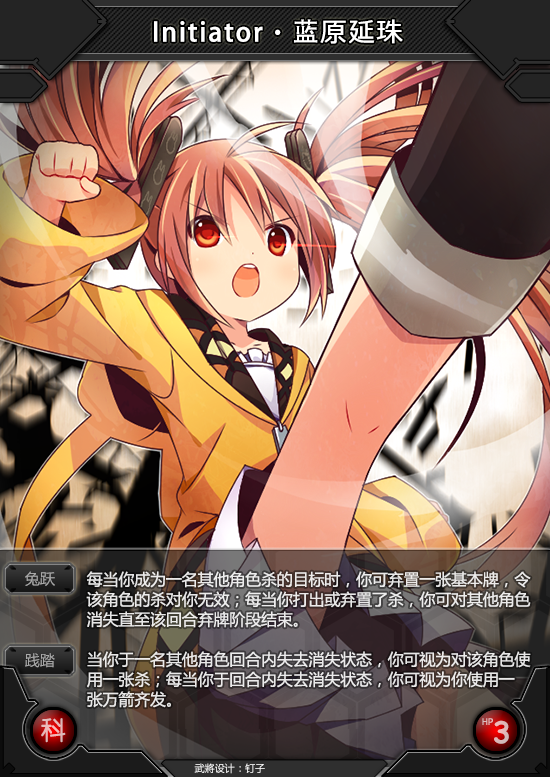 Initiator · 蓝原延珠
兔跃
每当你成为一名其他角色杀的目标时，你可弃置一张基本牌，令
该角色的杀对你无效；每当你打出或弃置了杀，你可对其他角色
消失直至该回合弃牌阶段结束。
践踏
当你于一名其他角色回合内失去消失状态，你可视为对该角色使
用一张杀；每当你于回合内失去消失状态，你可视为你使用一
张万箭齐发。
科
HP3
武將设计：钉子